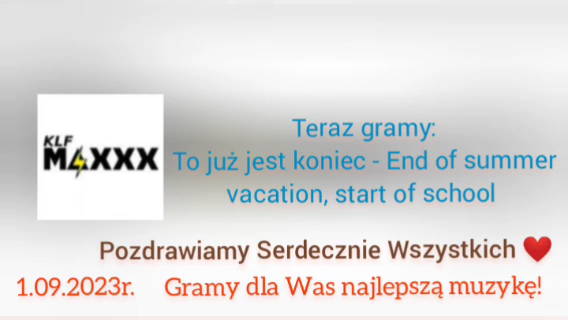 KLF
MAXXX
Teraz gramy:
To już jest koniec - End of summer
vacation, start of school
Pozdrawiamy Serdecznie Wszystkich ❤️
1.09.2023r. Gramy dla Was najlepszą muzykę!